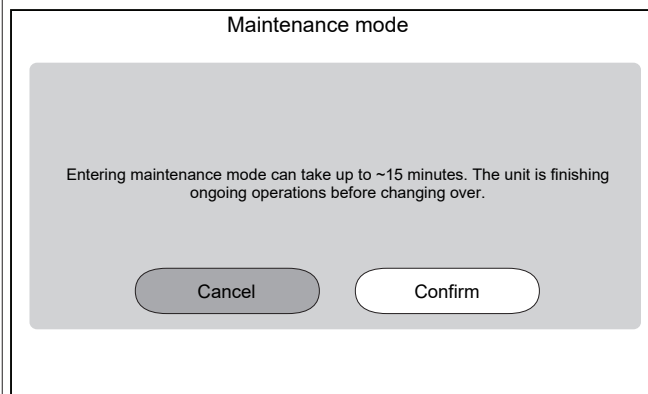 Maintenance mode
Entering maintenance mode can take up to ~15 minutes. The unit is finishing
ongoing operations before changing over.
Cancel
Confirm